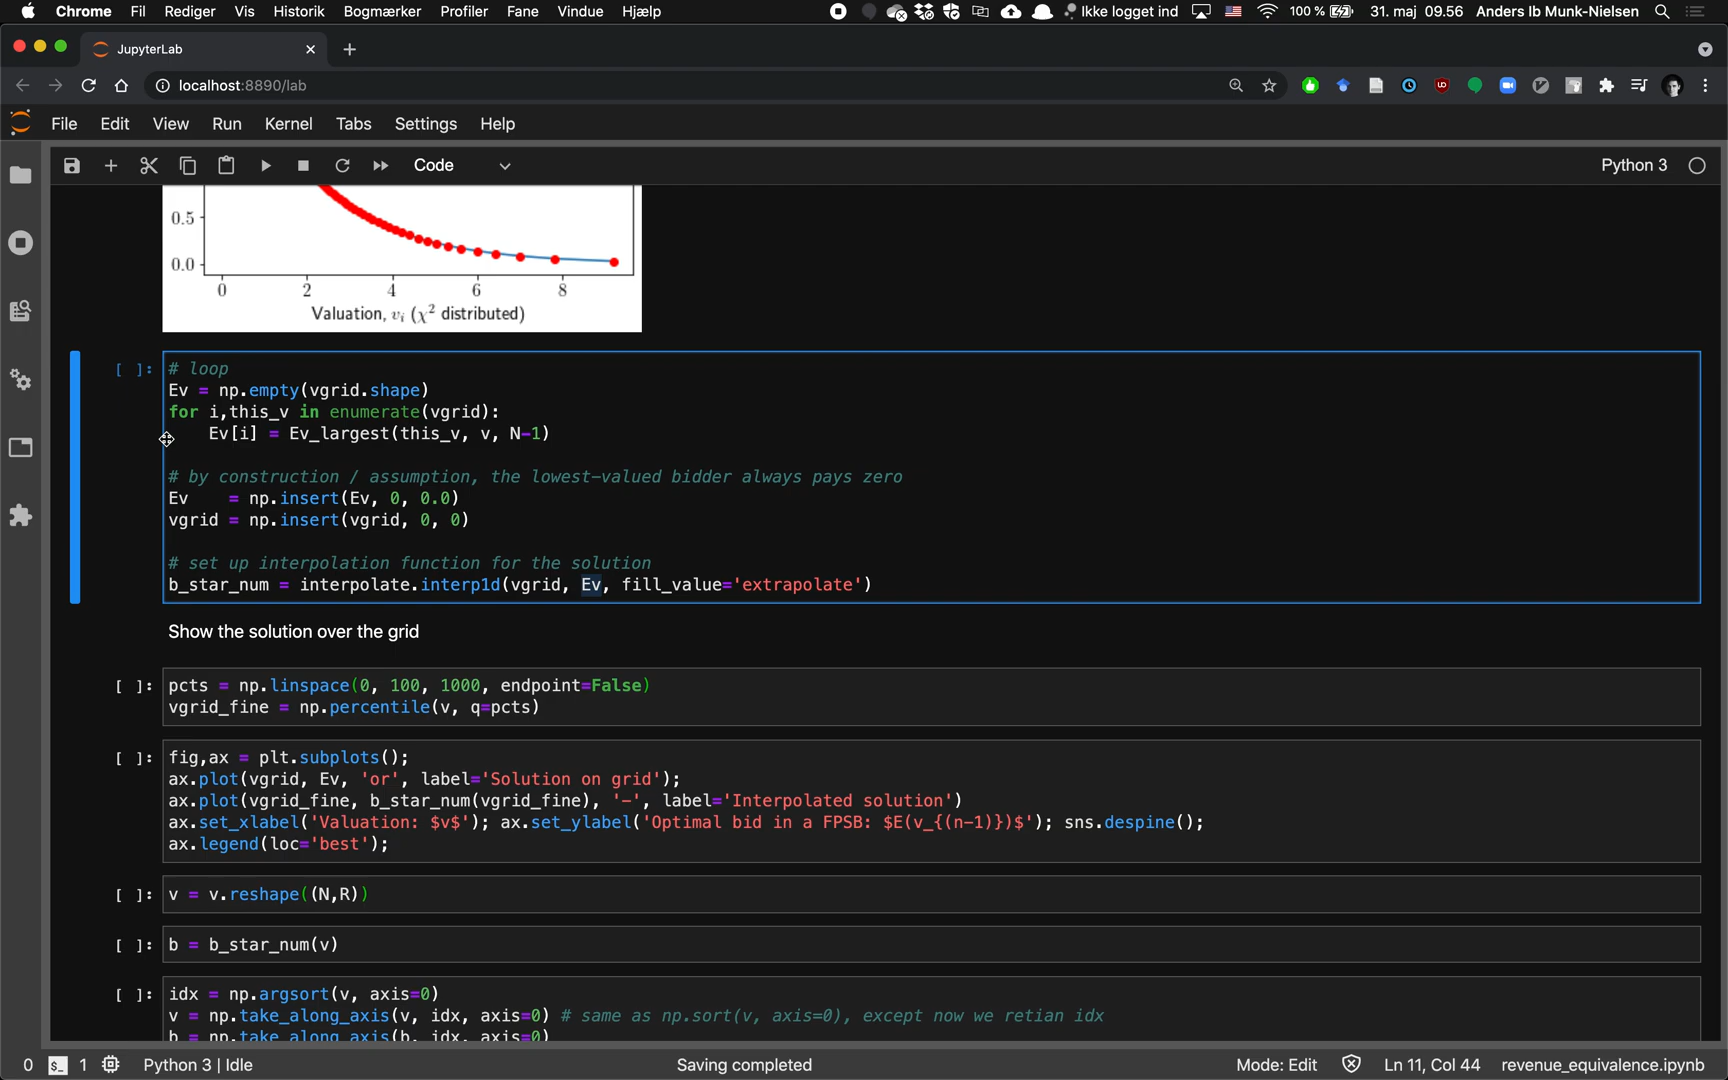 Chrome Fil Rediger Vis Historik Bogmærker Profiler Fane Vindue Hjælp Ikke logget ind 100 % 31. maj 09.56 Anders Ib Munk-Nielsen
JupyterLab
localhost:8890/lab
File Edit View Run Kernel Tabs Settings Help
Code Python 3
0.5
0.0
0 2 4 6 8
Valuation, vᵢ (χ² distributed)
[ ]: # loop
Ev = np.empty(vgrid.shape)
for i,this_v in enumerate(vgrid):
    Ev[i] = Ev_largest(this_v, v, N-1)
# by construction / assumption, the lowest-valued bidder always pays zero
Ev    = np.insert(Ev, 0, 0.0)
vgrid = np.insert(vgrid, 0, 0)
# set up interpolation function for the solution
b_star_num = interpolate.interp1d(vgrid, Ev, fill_value='extrapolate')
Show the solution over the grid
[ ]: pcts = np.linspace(0, 100, 1000, endpoint=False)
vgrid_fine = np.percentile(v, q=pcts)
[ ]: fig,ax = plt.subplots();
ax.plot(vgrid, Ev, 'or', label='Solution on grid');
ax.plot(vgrid_fine, b_star_num(vgrid_fine), '-', label='Interpolated solution')
ax.set_xlabel('Valuation: $v$'); ax.set_ylabel('Optimal bid in a FPSB: $E(v_{(n-1)})$'); sns.despine();
ax.legend(loc='best');
[ ]: v = v.reshape((N,R))
[ ]: b = b_star_num(v)
[ ]: idx = np.argsort(v, axis=0)
v = np.take_along_axis(v, idx, axis=0) # same as np.sort(v, axis=0), except now we retian idx
b = np.take_along_axis(b, idx, axis=0)
0 1 Python 3 | Idle Saving completed Mode: Edit Ln 11, Col 44 revenue_equivalence.ipynb